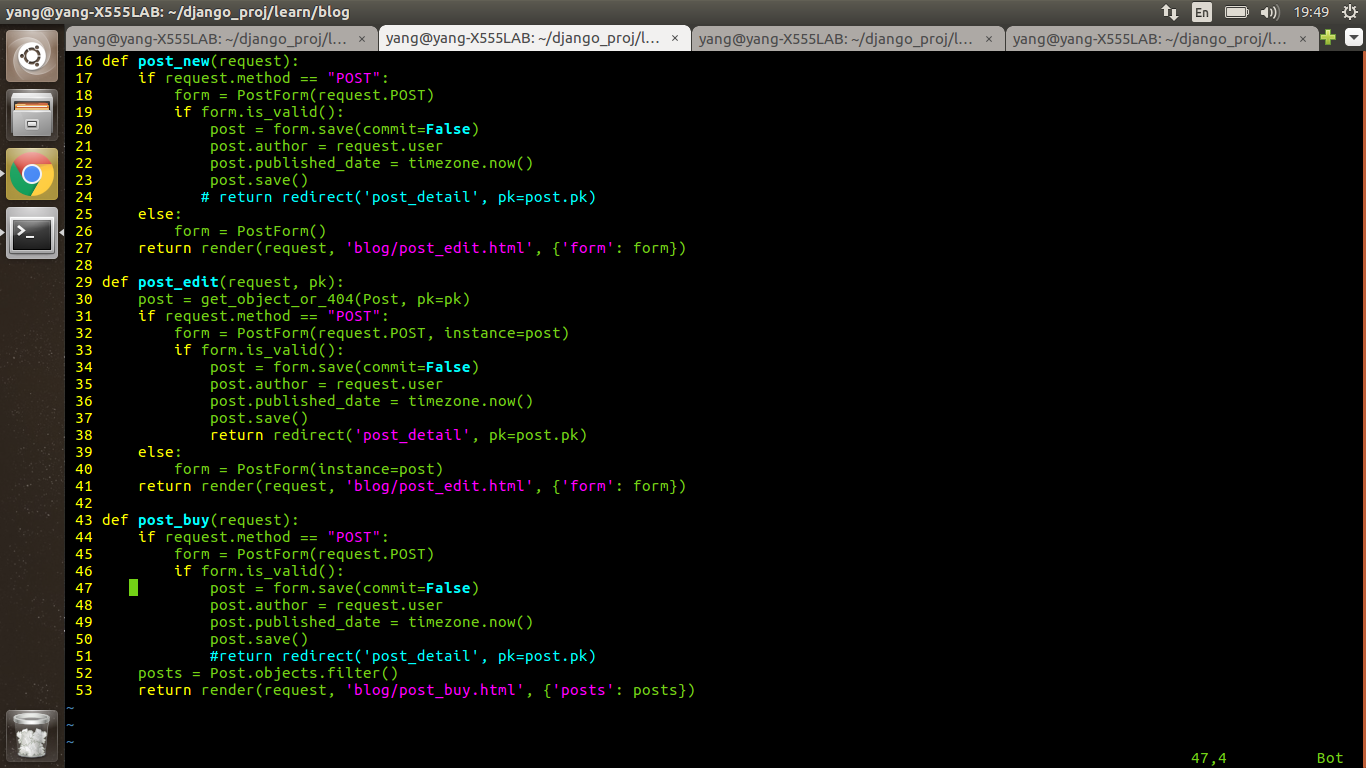 yang@yang-X555LAB: ~/django_proj/learn/blog
En
19:49
yang@yang-X555LAB: ~/django_proj/l... ×
yang@yang-X555LAB: ~/django_proj/l... ×
yang@yang-X555LAB: ~/django_proj/l... ×
yang@yang-X555LAB: ~/django_proj/l... ×
16 def post_new(request):
17     if request.method == "POST":
18         form = PostForm(request.POST)
19         if form.is_valid():
20             post = form.save(commit=False)
21             post.author = request.user
22             post.published_date = timezone.now()
23             post.save()
24            # return redirect('post_detail', pk=post.pk)
25     else:
26         form = PostForm()
27     return render(request, 'blog/post_edit.html', {'form': form})
28
29 def post_edit(request, pk):
30     post = get_object_or_404(Post, pk=pk)
31     if request.method == "POST":
32         form = PostForm(request.POST, instance=post)
33         if form.is_valid():
34             post = form.save(commit=False)
35             post.author = request.user
36             post.published_date = timezone.now()
37             post.save()
38             return redirect('post_detail', pk=post.pk)
39     else:
40         form = PostForm(instance=post)
41     return render(request, 'blog/post_edit.html', {'form': form})
42
43 def post_buy(request):
44     if request.method == "POST":
45         form = PostForm(request.POST)
46         if form.is_valid():
47             post = form.save(commit=False)
48             post.author = request.user
49             post.published_date = timezone.now()
50             post.save()
51             #return redirect('post_detail', pk=post.pk)
52     posts = Post.objects.filter()
53     return render(request, 'blog/post_buy.html', {'posts': posts})
~
~
~
47,4 Bot